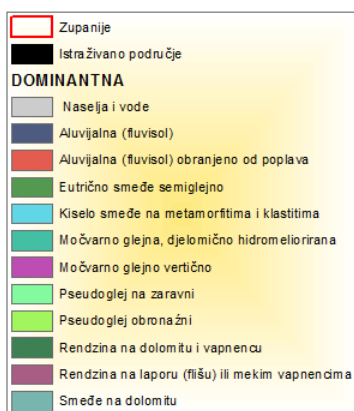 Zupanije
Istraživano područje
DOMINANTNA
Naselja i vode
Aluvijalna (fluvisol)
Aluvijalna (fluvisol) obranjeno od poplava
Eutrično smeđe semiglejno
Kiselo smeđe na metamorfitima i klastitima
Močvarno glejna, djelomično hidromeliorirana
Močvarno glejno vertično
Pseudoglej na zaravni
Pseudoglej obronažni
Rendzina na dolomitu i vapnencu
Rendzina na laporu (flišu) ili mekim vapnencima
Smeđe na dolomitu